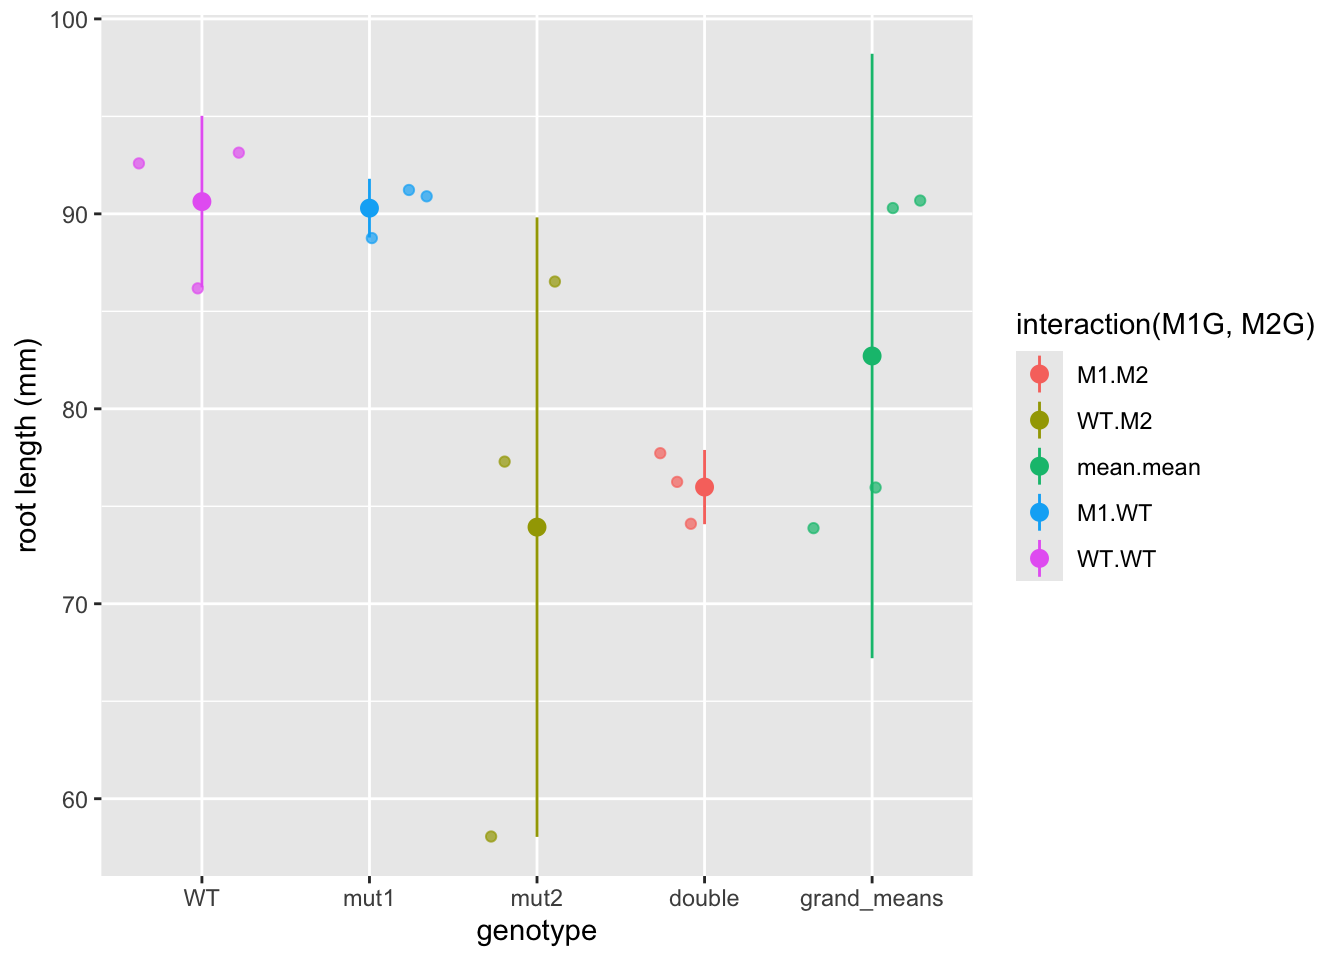 100
90
80
70
60
root length (mm)
WT
mut1
mut2
double
grand_means
genotype
interaction(M1G, M2G)
M1.M2
WT.M2
mean.mean
M1.WT
WT.WT